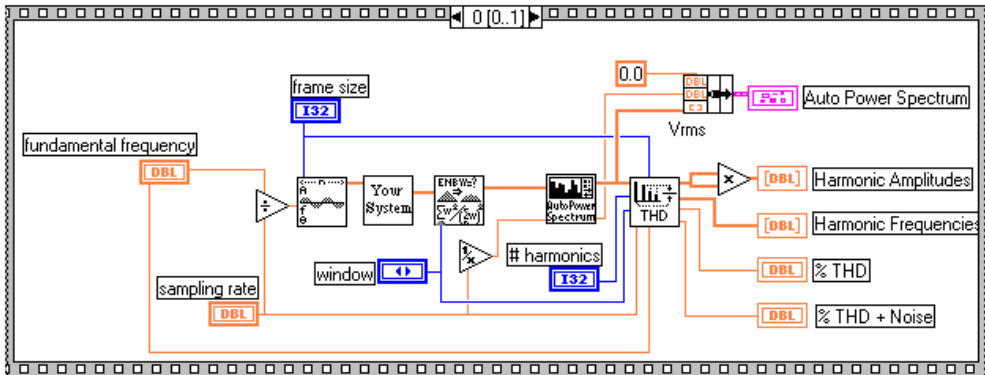 0 [0..1]
frame size
I32
0.0
DBL
DBL
[ ]
Vrms
Auto Power Spectrum
fundamental frequency
DBL
÷
A
f
θ
Your
System
ENBW=?
Auto Power
Spectrum
THD
×
[DBL]
Harmonic Amplitudes
[DBL]
Harmonic Frequencies
1/x
# harmonics
I32
window
DBL
% THD
sampling rate
DBL
DBL
% THD + Noise